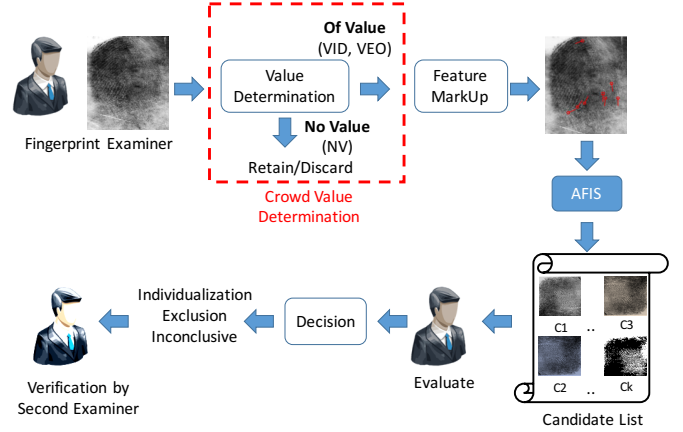 Of Value
(VID, VEO)
Value
Determination
Feature
MarkUp
No Value
(NV)
Fingerprint Examiner
Retain/Discard
Crowd Value
Determination
AFIS
Individualization
Exclusion
Inconclusive
Decision
C1 .. C3
C2 .. Ck
Evaluate
Verification by
Second Examiner
Candidate List